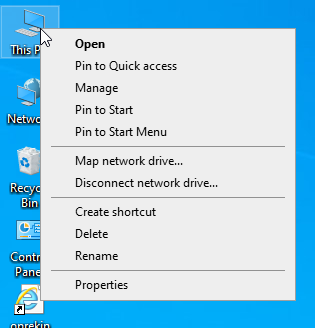 This P
Open
Pin to Quick access
Manage
Pin to Start
Pin to Start Menu
Map network drive...
Disconnect network drive...
Create shortcut
Delete
Rename
Properties
Netwo
Recyc
Bin
Contr
Pane
oprekin